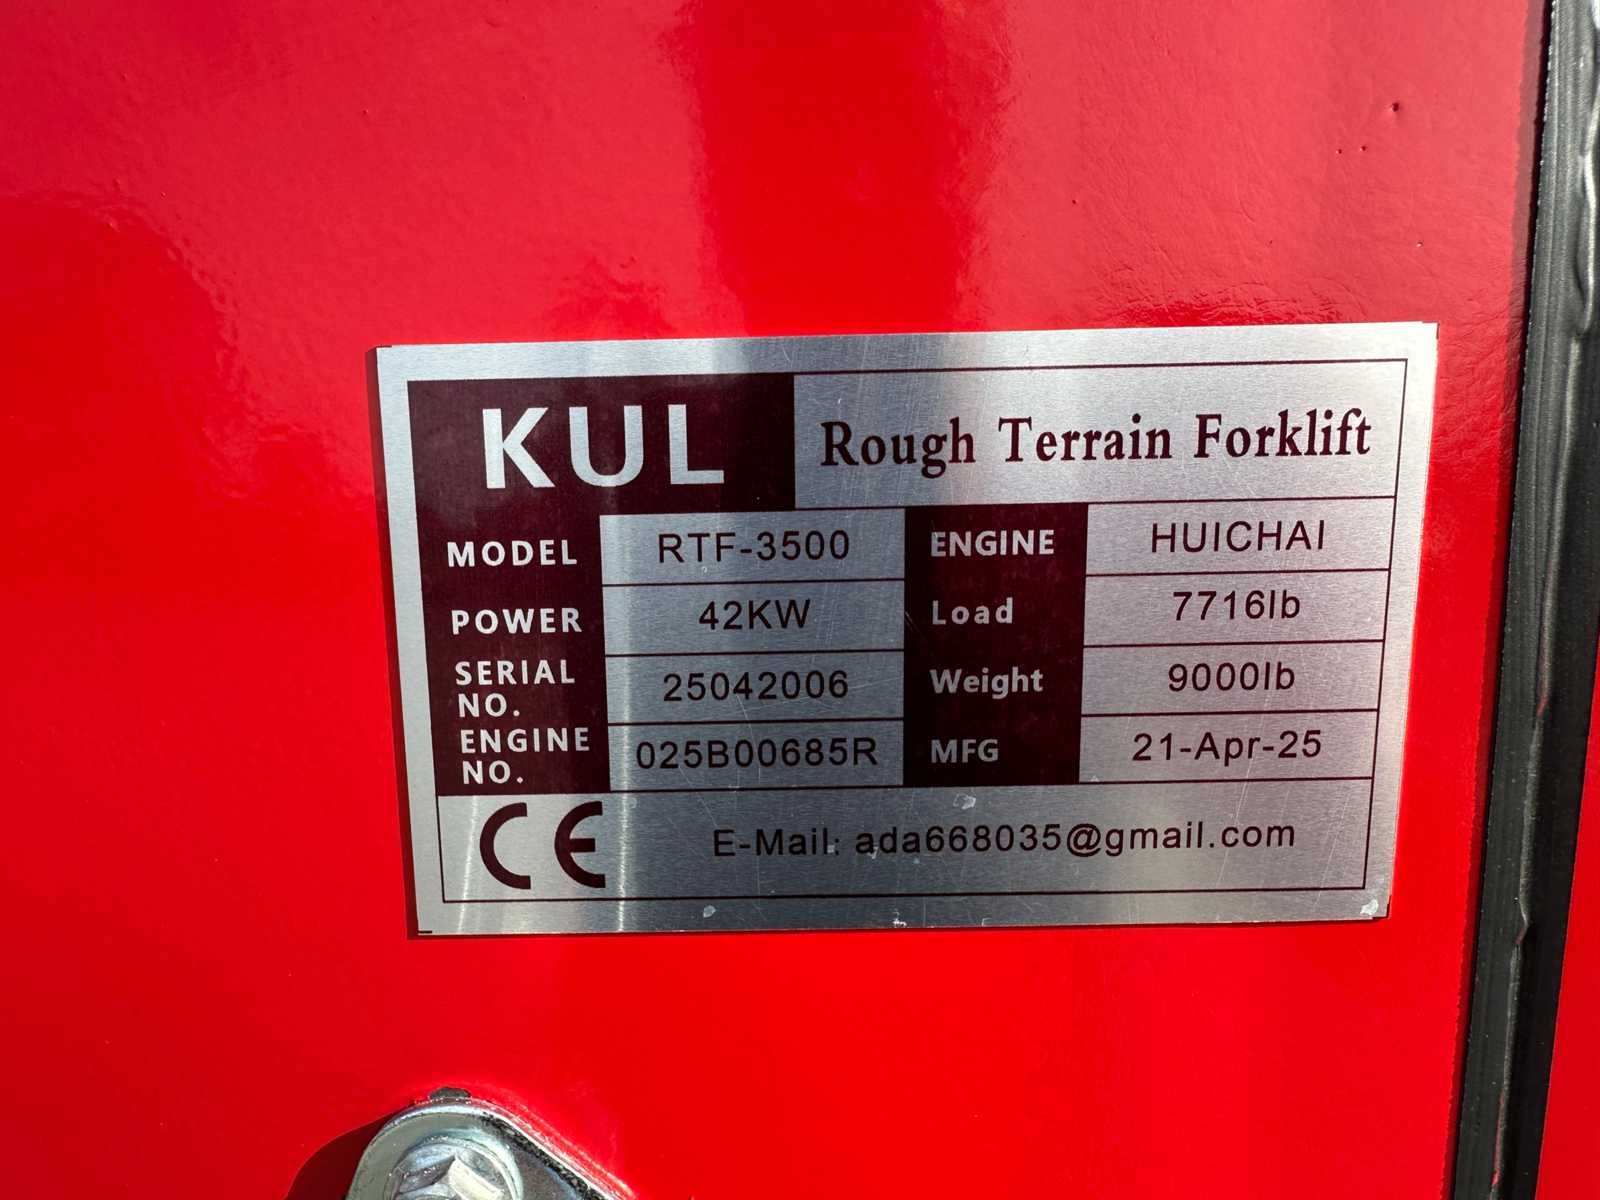 KUL Rough Terrain Forklift
MODEL RTF-3500 ENGINE HUICHAI
POWER 42KW Load 7716lb
SERIAL NO. 25042006 Weight 9000lb
ENGINE NO. 025B00685R MFG 21-Apr-25
CE E-Mail: ada668035@gmail.com